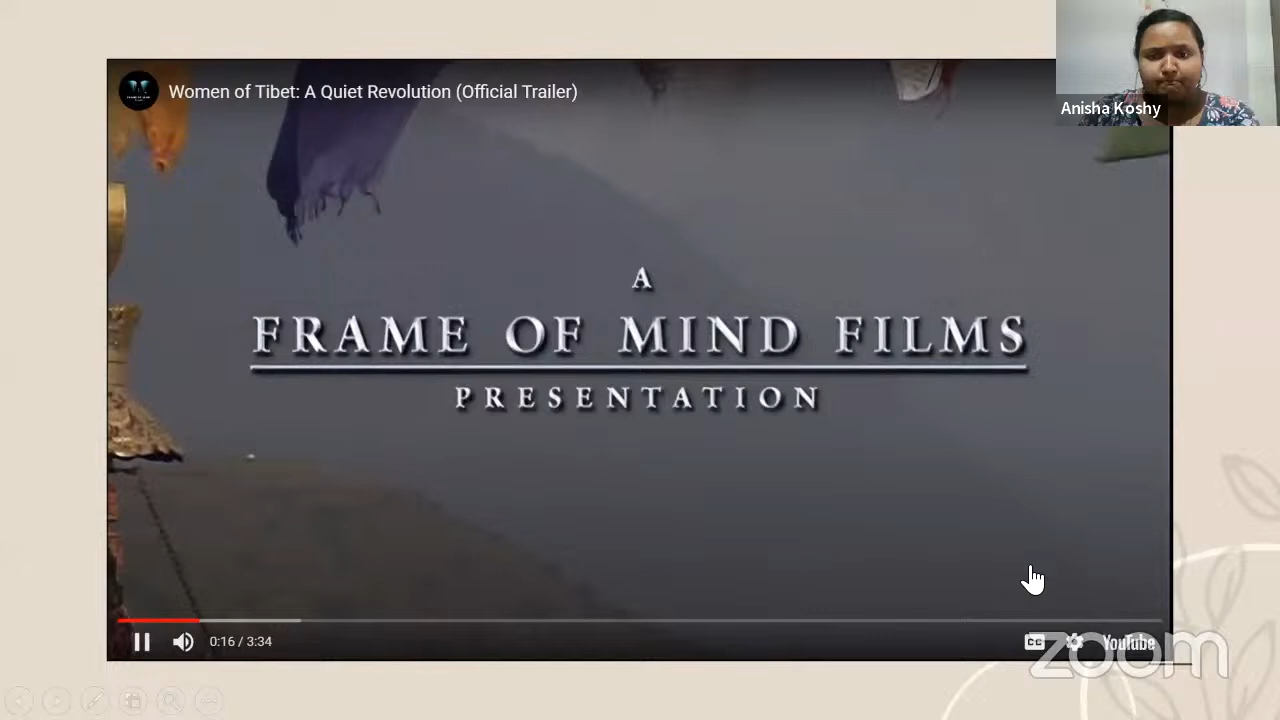 Women of Tibet: A Quiet Revolution (Official Trailer)
Anisha Koshy
A
FRAME OF MIND FILMS
PRESENTATION
0:16 / 3:34
CC
YouTube
zoom